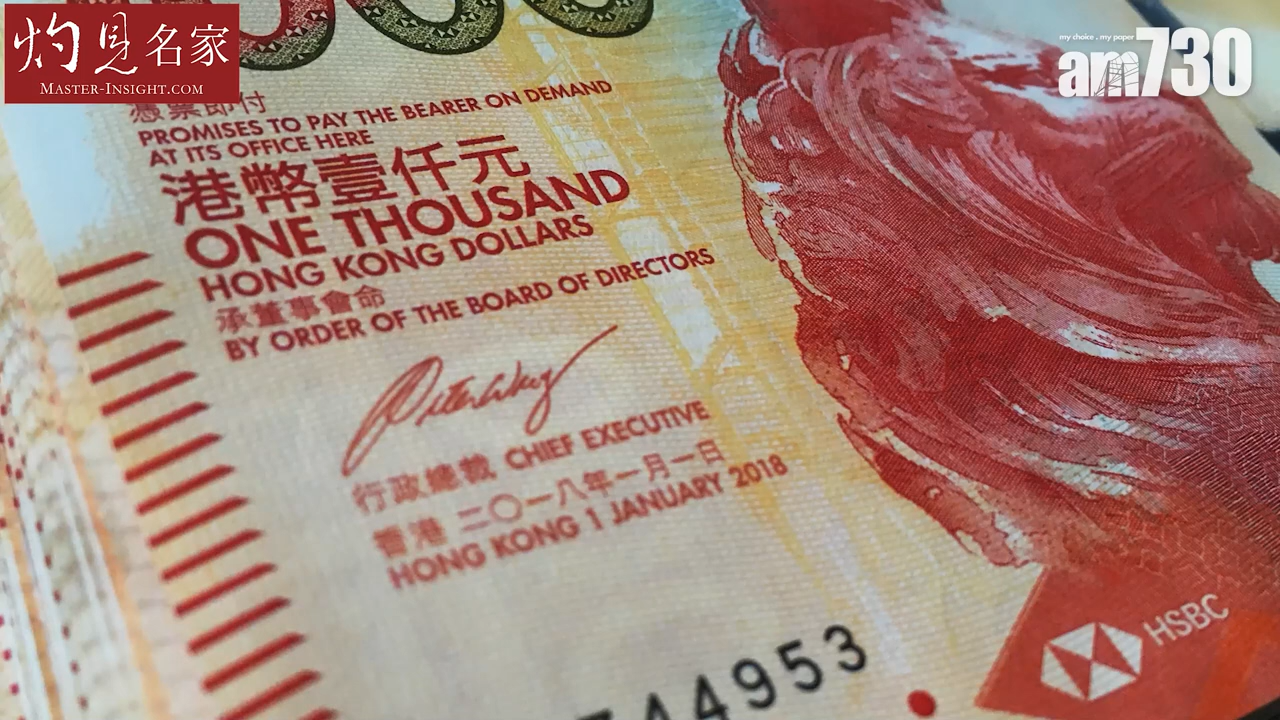 灼見名家
MASTER-INSIGHT.COM
my choice , my paper
am730
憑票即付
PROMISES TO PAY THE BEARER ON DEMAND
AT ITS OFFICE HERE
港幣壹仟元
ONE THOUSAND
HONG KONG DOLLARS
承董事會命
BY ORDER OF THE BOARD OF DIRECTORS
行政總裁 CHIEF EXECUTIVE
香港 二〇一八年一月一日
HONG KONG 1 JANUARY 2018
44953
HSBC